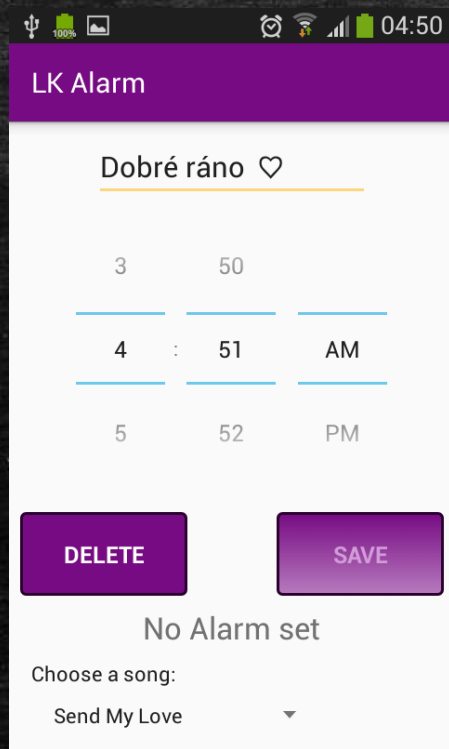 100% 04:50
LK Alarm
Dobré ráno ♡
3 50
4 : 51 AM
5 52 PM
DELETE SAVE
No Alarm set
Choose a song:
Send My Love